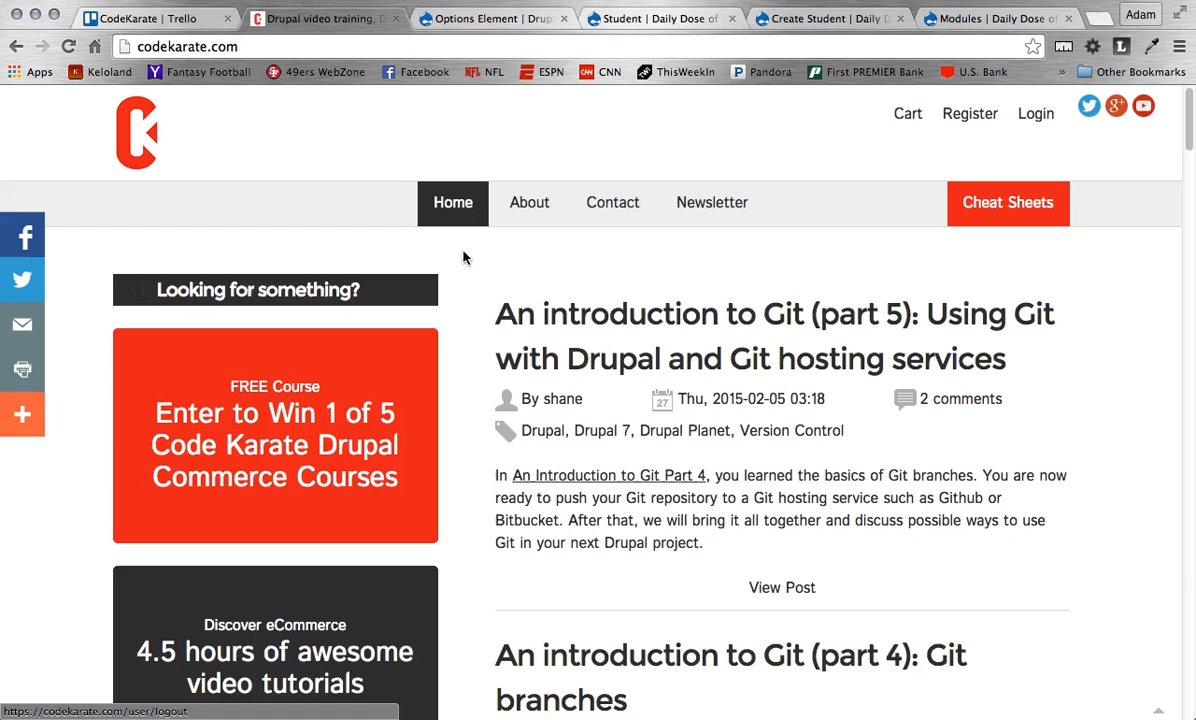 CodeKarate | Trello
Drupal video training, D
Options Element | Drup
Student | Daily Dose of
Create Student | Daily D
Modules | Daily Dose of
Adam
codekarate.com
L
Apps
Keloland
Fantasy Football
49ers WebZone
Facebook
NFL NFL
ESPN
CNN CNN
ThisWeekIn
Pandora
First PREMIER Bank
U.S. Bank
»
Other Bookmarks
Cart
Register
Login
Home
About
Contact
Newsletter
Cheat Sheets
Looking for something?
FREE Course
Enter to Win 1 of 5
Code Karate Drupal
Commerce Courses
Discover eCommerce
4.5 hours of awesome
video tutorials
An introduction to Git (part 5): Using Git
with Drupal and Git hosting services
By shane
27
Thu, 2015-02-05 03:18
2 comments
Drupal, Drupal 7, Drupal Planet, Version Control
In An Introduction to Git Part 4, you learned the basics of Git branches. You are now
ready to push your Git repository to a Git hosting service such as Github or
Bitbucket. After that, we will bring it all together and discuss possible ways to use
Git in your next Drupal project.
View Post
An introduction to Git (part 4): Git
branches
https://codekarate.com/user/logout